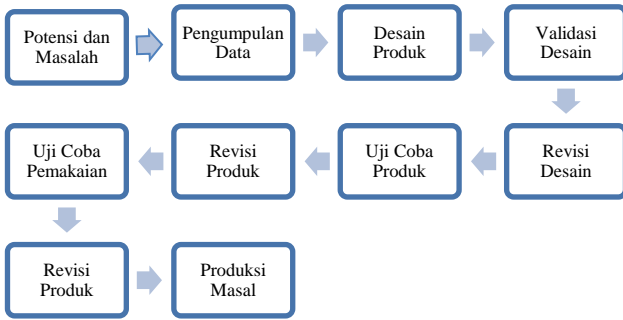 Potensi dan
Masalah
Pengumpulan
Data
Desain
Produk
Validasi
Desain
Revisi
Desain
Uji Coba
Produk
Revisi
Produk
Uji Coba
Pemakaian
Revisi
Produk
Produksi
Masal